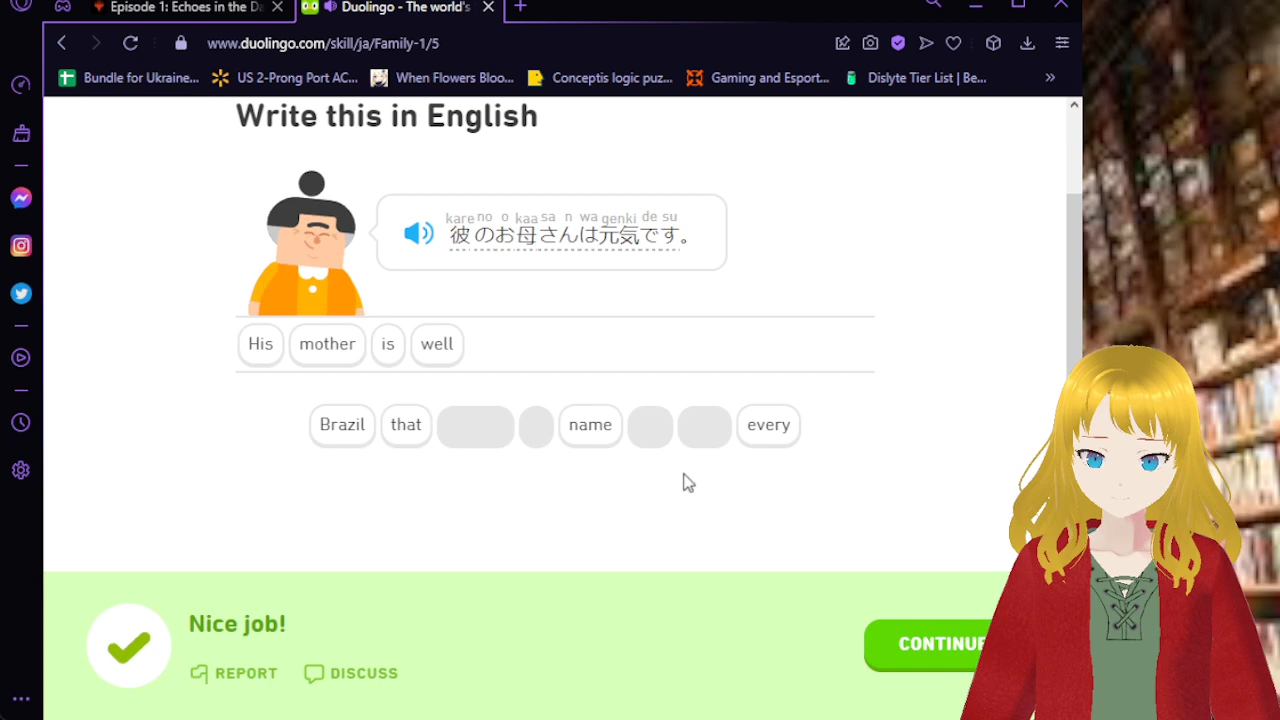 Episode 1: Echoes in the Da
Duolingo - The world's
www.duolingo.com/skill/ja/Family-1/5
Bundle for Ukraine... US 2-Prong Port AC... When Flowers Bloo... Conceptis logic puz... Gaming and Esport... Dislyte Tier List | Be...
Write this in English
kare no o kaa sa n wa genki de su
彼のお母さんは元気です。
His mother is well
Brazil that name every
Nice job!
REPORT DISCUSS
CONTINUE